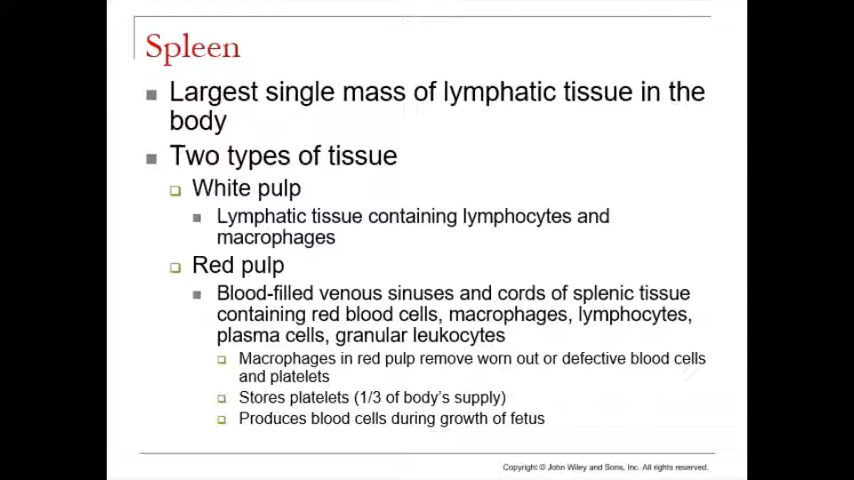 Spleen
Largest single mass of lymphatic tissue in the
body
Two types of tissue
White pulp
Lymphatic tissue containing lymphocytes and
macrophages
Red pulp
Blood-filled venous sinuses and cords of splenic tissue
containing red blood cells, macrophages, lymphocytes,
plasma cells, granular leukocytes
Macrophages in red pulp remove worn out or defective blood cells
and platelets
Stores platelets (1/3 of body's supply)
Produces blood cells during growth of fetus
Copyright © John Wiley and Sons, Inc. All rights reserved.